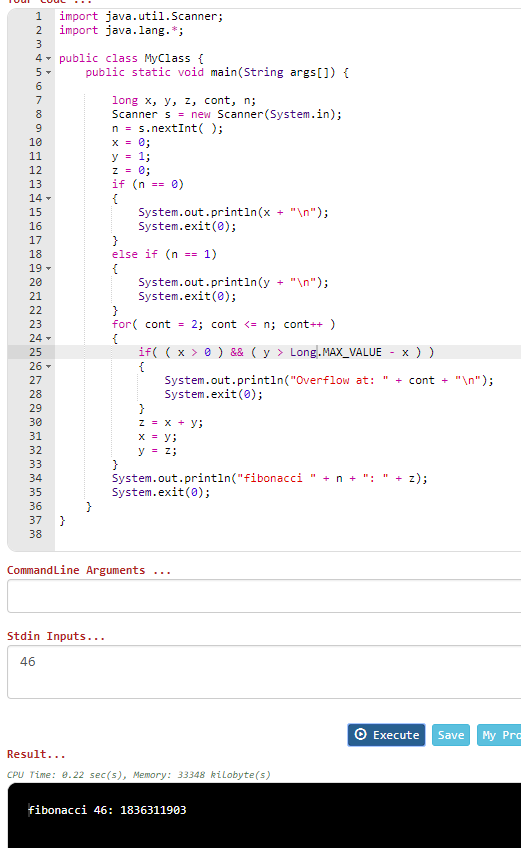 Your Code ...
1 import java.util.Scanner;
2 import java.lang.*;
3
4 public class MyClass {
5     public static void main(String args[]) {
6
7         long x, y, z, cont, n;
8         Scanner s = new Scanner(System.in);
9         n = s.nextInt( );
10         x = 0;
11         y = 1;
12         z = 0;
13         if (n == 0)
14         {
15             System.out.println(x + "\n");
16             System.exit(0);
17         }
18         else if (n == 1)
19         {
20             System.out.println(y + "\n");
21             System.exit(0);
22         }
23         for( cont = 2; cont <= n; cont++ )
24         {
25             if( ( x > 0 ) && ( y > Long.MAX_VALUE - x ) )
26             {
27                 System.out.println("Overflow at: " + cont + "\n");
28                 System.exit(0);
29             }
30             z = x + y;
31             x = y;
32             y = z;
33         }
34         System.out.println("fibonacci " + n + ": " + z);
35         System.exit(0);
36     }
37 }
38
CommandLine Arguments ...
Stdin Inputs...
46
Execute Save My Pro
Result...
CPU Time: 0.22 sec(s), Memory: 33348 kilobyte(s)
fibonacci 46: 1836311903